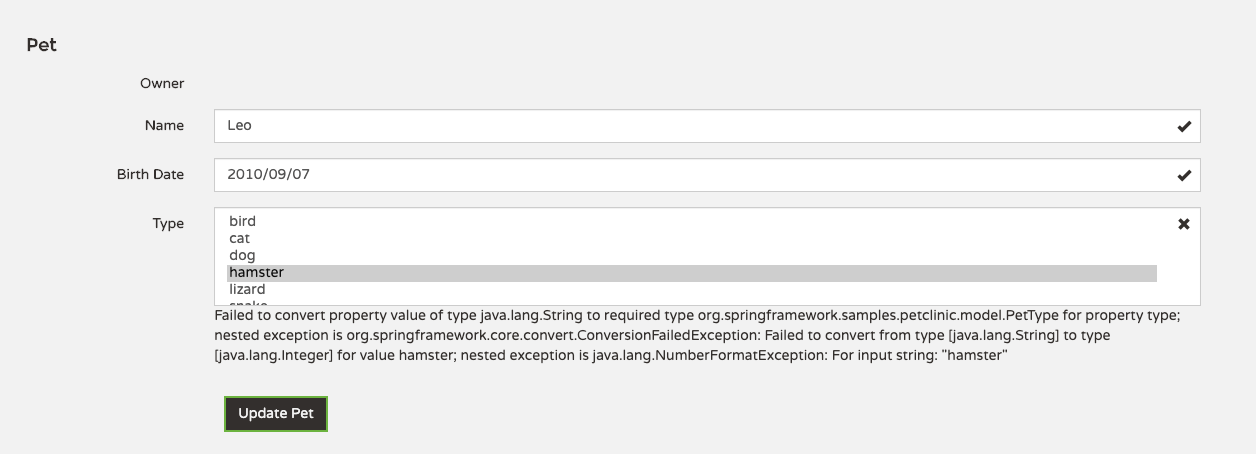 Pet
Owner
Name Leo
Birth Date 2010/09/07
Type bird
cat
dog
hamster
lizard
snake
Failed to convert property value of type java.lang.String to required type org.springframework.samples.petclinic.model.PetType for property type;
nested exception is org.springframework.core.convert.ConversionFailedException: Failed to convert from type [java.lang.String] to type
[java.lang.Integer] for value hamster; nested exception is java.lang.NumberFormatException: For input string: "hamster"
Update Pet